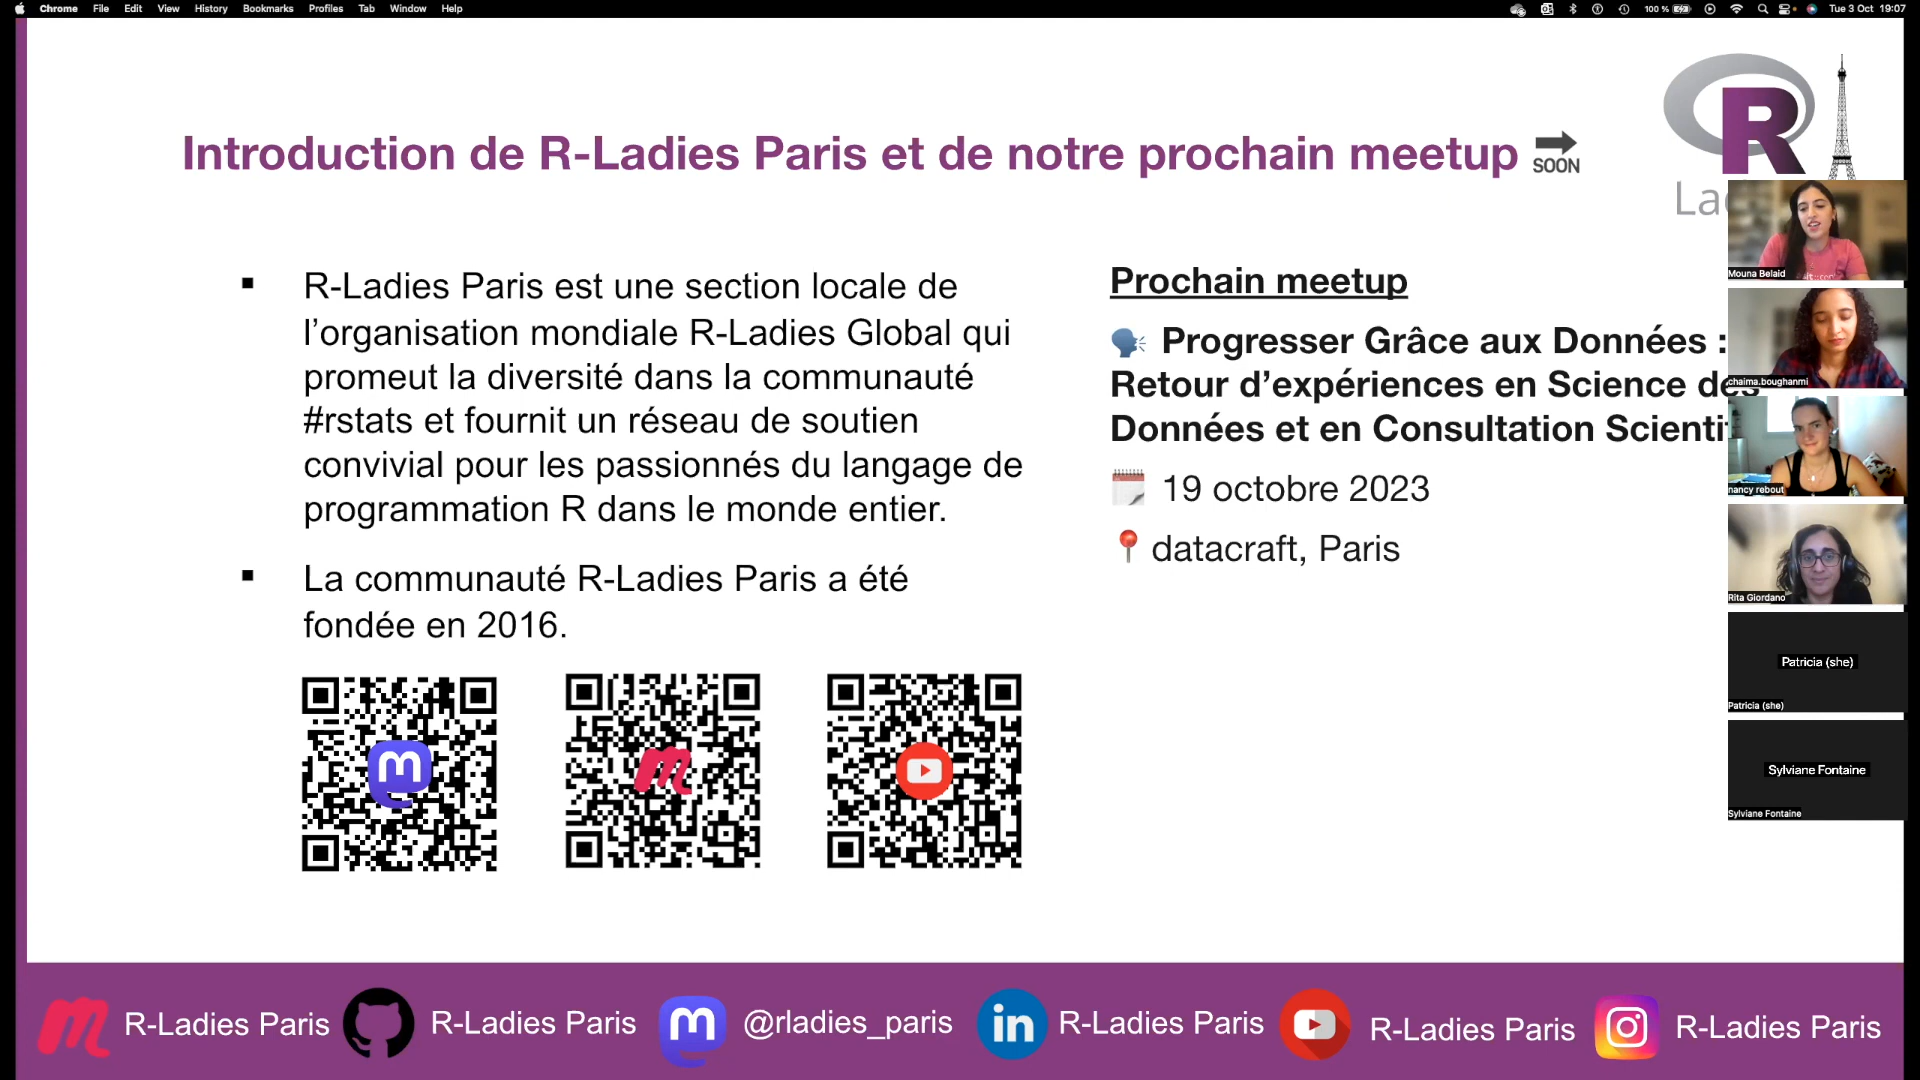 Chrome File Edit View History Bookmarks Profiles Tab Window Help
100 % Tue 3 Oct 19:07
Introduction de R-Ladies Paris et de notre prochain meetup
SOON
R
La
▪ R-Ladies Paris est une section locale de
l’organisation mondiale R-Ladies Global qui
promeut la diversité dans la communauté
#rstats et fournit un réseau de soutien
convivial pour les passionnés du langage de
programmation R dans le monde entier.
▪ La communauté R-Ladies Paris a été
fondée en 2016.
Prochain meetup
Progresser Grâce aux Données :
Retour d’expériences en Science des
Données et en Consultation Scienti
19 octobre 2023
datacraft, Paris
Mouna Belaid
chaima.boughanmi
nancy rebout
Rita Giordano
Patricia (she)
Patricia (she)
Sylviane Fontaine
Sylviane Fontaine
R-Ladies Paris R-Ladies Paris @rladies_paris R-Ladies Paris R-Ladies Paris R-Ladies Paris